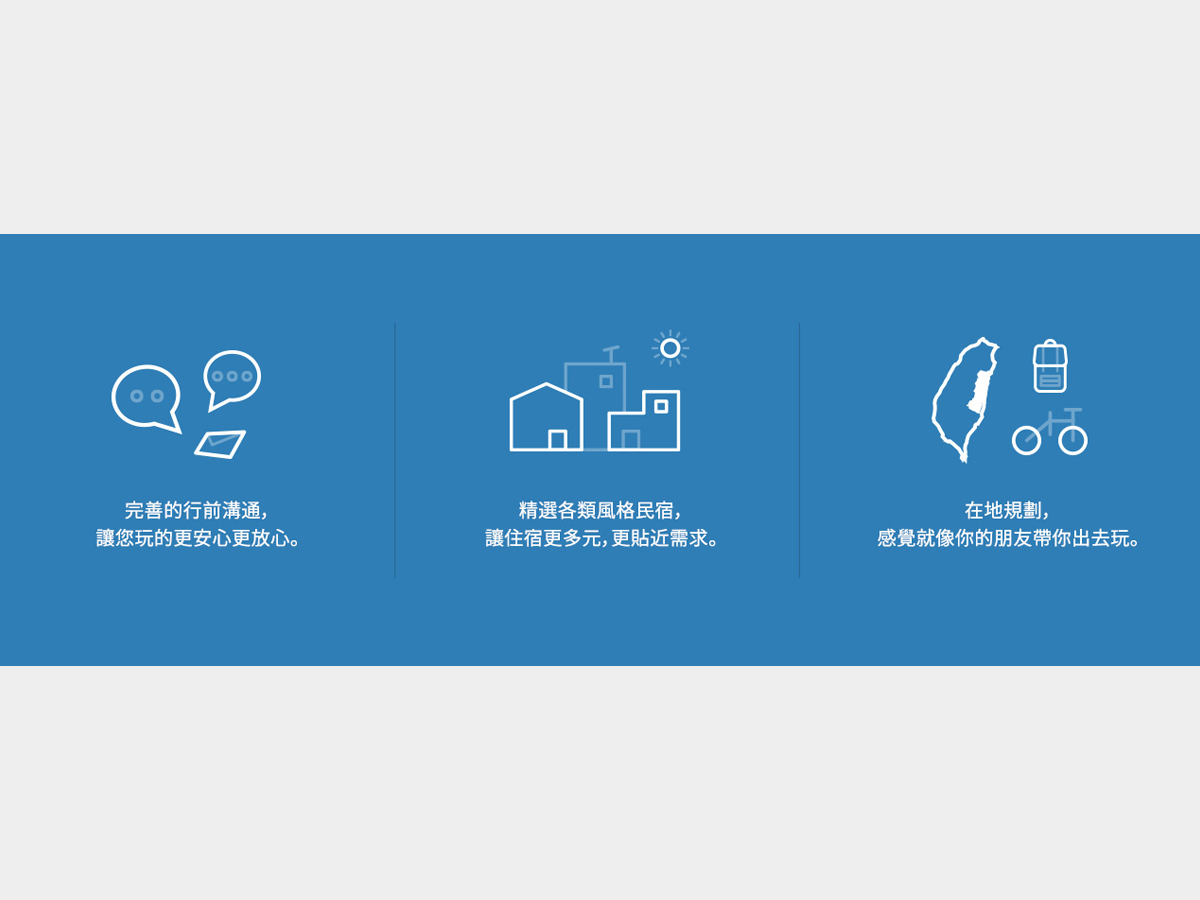 完善的行前溝通,
讓您玩的更安心更放心。
精選各類風格民宿,
讓住宿更多元,更貼近需求。
在地規劃,
感覺就像你的朋友帶你出去玩。